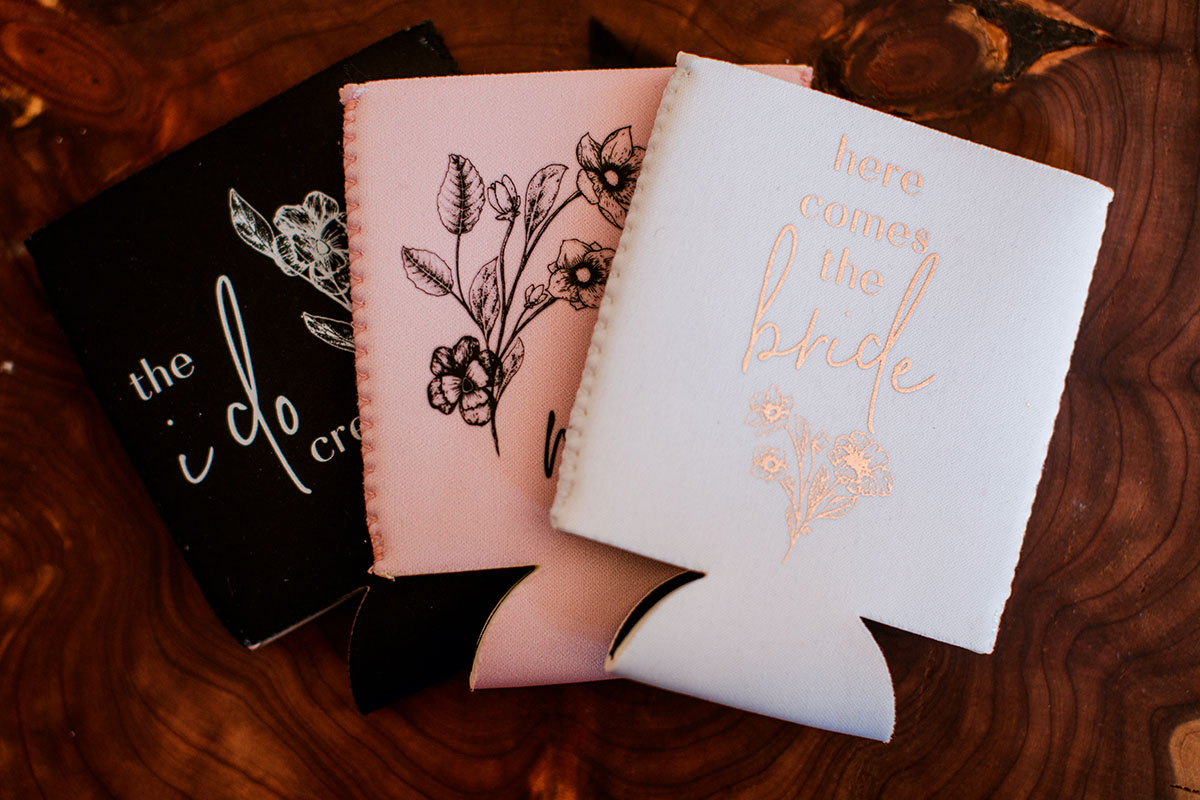 the
i do
here
comes
the
bride